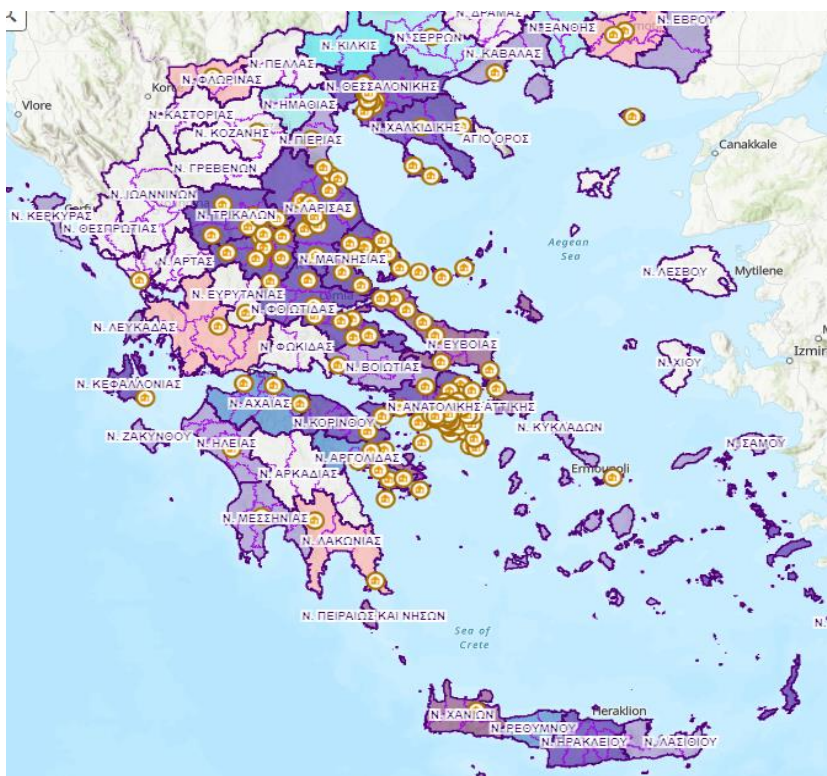 Ν. ΔΡΑΜΑΣ
Ν. ΞΑΝΘΗΣ
Ν. ΕΒΡΟΥ
Ν. ΣΕΡΡΩΝ
Ν. ΚΙΛΚΙΣ
Ν. ΚΑΒΑΛΑΣ
Ν. ΠΕΛΛΑΣ
Ν. ΦΛΩΡΙΝΑΣ
Ν. ΘΕΣΣΑΛΟΝΙΚΗΣ
Vlore
Ν. ΗΜΑΘΙΑΣ
Ν. ΚΑΣΤΟΡΙΑΣ
Ν. ΚΟΖΑΝΗΣ
Ν. ΧΑΛΚΙΔΙΚΗΣ
ΑΓΙΟ ΟΡΟΣ
Ν. ΠΙΕΡΙΑΣ
Canakkale
Ν. ΓΡΕΒΕΝΩΝ
Ν. ΙΩΑΝΝΙΝΩΝ
Ν. ΚΕΡΚΥΡΑΣ
Ν. ΤΡΙΚΑΛΩΝ
Ν. ΛΑΡΙΣΑΣ
Ν. ΘΕΣΠΡΩΤΙΑΣ
Aegean
Sea
Ν. ΑΡΤΑΣ
Ν. ΜΑΓΝΗΣΙΑΣ
Ν. ΛΕΣΒΟΥ
Mytilene
Ν. ΕΥΡΥΤΑΝΙΑΣ
Ν. ΦΘΙΩΤΙΔΑΣ
Ν. ΛΕΥΚΑΔΑΣ
Ν. ΦΩΚΙΔΑΣ
Ν. ΕΥΒΟΙΑΣ
Izmir
Ν. ΒΟΙΩΤΙΑΣ
Ν. ΧΙΟΥ
Ν. ΚΕΦΑΛΛΟΝΙΑΣ
Ν. ΑΧΑΙΑΣ
Ν. ΑΝΑΤΟΛΙΚΗΣ ΑΤΤΙΚΗΣ
Ν. ΚΟΡΙΝΘΟΥ
Ν. ΚΥΚΛΑΔΩΝ
Ν. ΖΑΚΥΝΘΟΥ
Ν. ΗΛΕΙΑΣ
Ν. ΣΑΜΟΥ
Ν. ΑΡΓΟΛΙΔΑΣ
Ν. ΑΡΚΑΔΙΑΣ
Ermoupoli
Ν. ΜΕΣΣΗΝΙΑΣ
Ν. ΛΑΚΩΝΙΑΣ
Ν. ΠΕΙΡΑΙΩΣ ΚΑΙ ΝΗΣΩΝ
Sea of
Crete
Heraklion
Ν. ΧΑΝΙΩΝ
Ν. ΡΕΘΥΜΝΟΥ
Ν. ΗΡΑΚΛΕΙΟΥ
Ν. ΛΑΣΙΘΙΟΥ